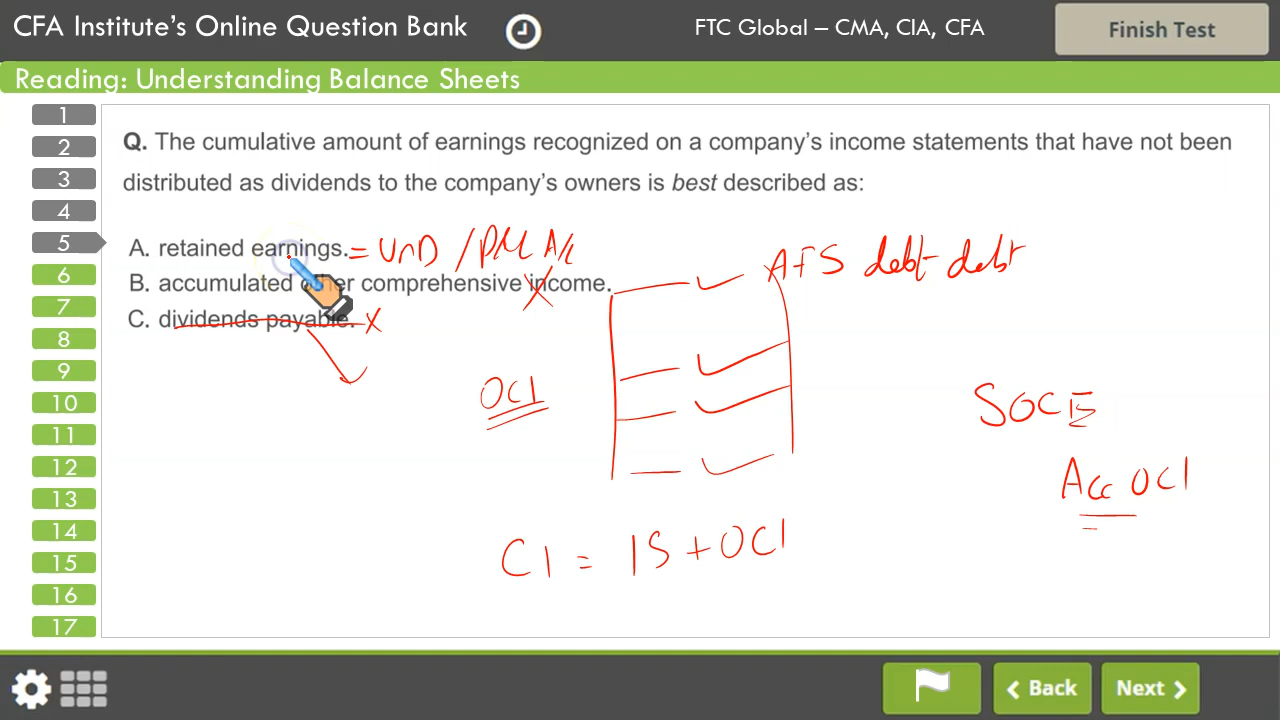 CFA Institute's Online Question Bank
FTC Global – CMA, CIA, CFA
Finish Test
Reading: Understanding Balance Sheets
1
2
3
4
5
6
7
8
9
10
11
12
13
14
15
16
17
Q. The cumulative amount of earnings recognized on a company's income statements that have not been
distributed as dividends to the company's owners is best described as:
A. retained earnings. = UnD /
B. accumulated other comprehensive income.
C. dividends payable. x
AFS debt debt
OCI
SOCE
Acc OCI
CI = IS + OCI
Back
Next